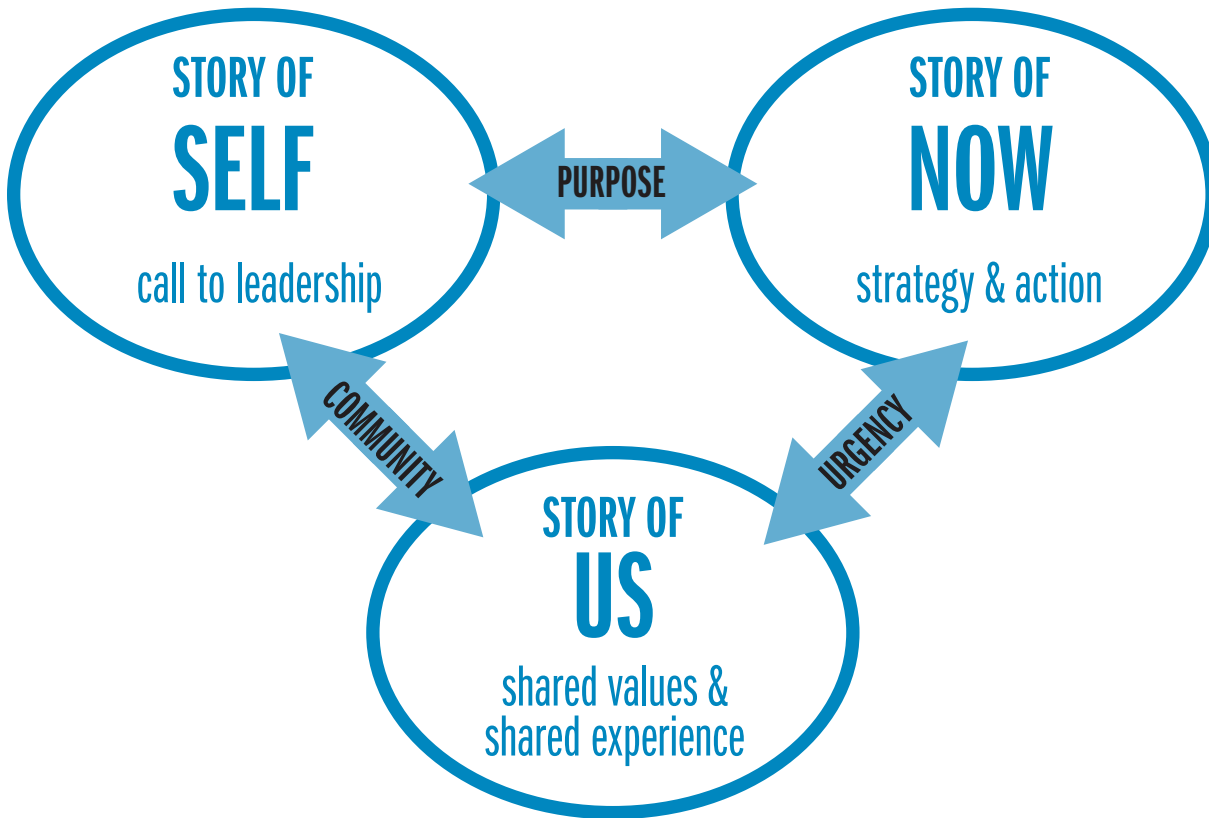 STORY OF
SELF
call to leadership
PURPOSE
STORY OF
NOW
strategy & action
COMMUNITY
URGENCY
STORY OF
US
shared values &
shared experience